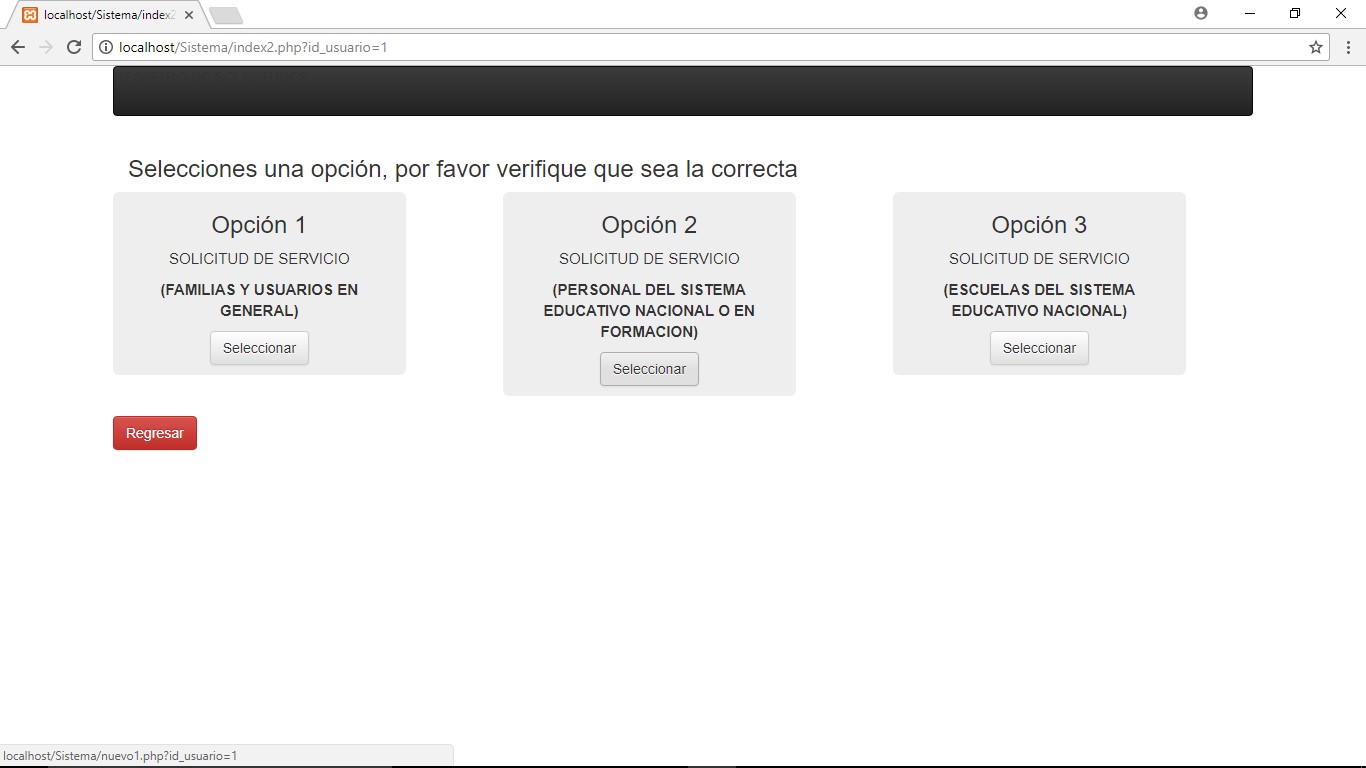 localhost/Sistema/index2
localhost/Sistema/index2.php?id_usuario=1
Selecciones una opción, por favor verifique que sea la correcta
Opción 1
SOLICITUD DE SERVICIO
(FAMILIAS Y USUARIOS EN
GENERAL)
Seleccionar
Opción 2
SOLICITUD DE SERVICIO
(PERSONAL DEL SISTEMA
EDUCATIVO NACIONAL O EN
FORMACION)
Seleccionar
Opción 3
SOLICITUD DE SERVICIO
(ESCUELAS DEL SISTEMA
EDUCATIVO NACIONAL)
Seleccionar
Regresar
localhost/Sistema/nuevo1.php?id_usuario=1